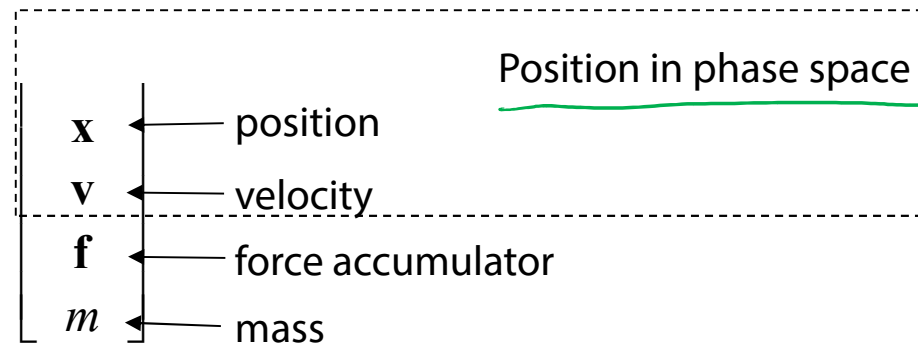 Position in phase space
x position
v velocity
f force accumulator
m mass